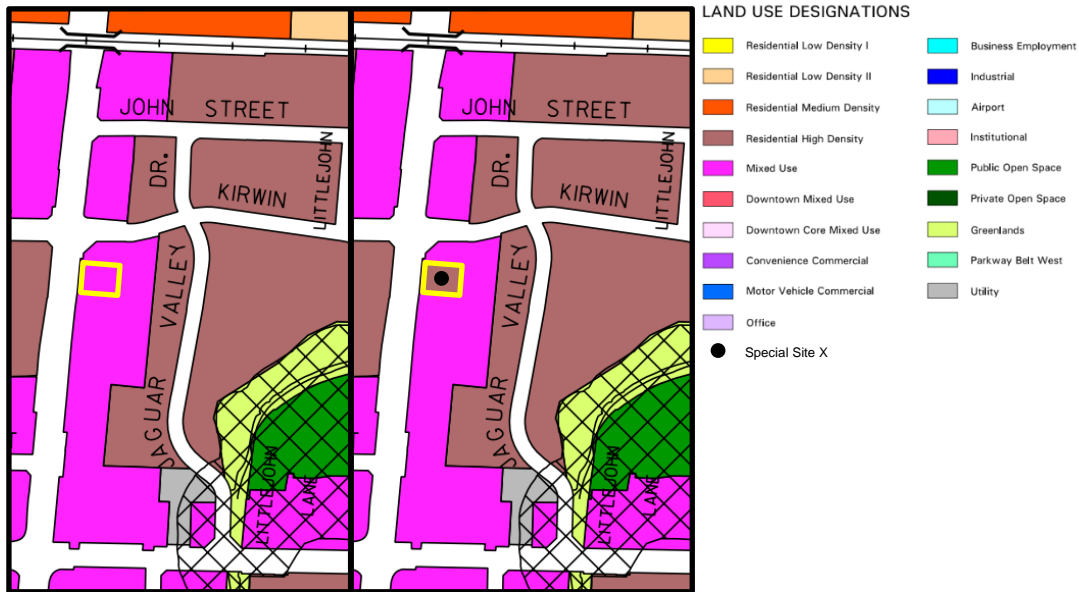 JOHN STREET
DR.
KIRWIN
LITTLEJOHN
VALLEY
JAGUAR
LITTLEJOHN
LANE
JOHN STREET
DR.
KIRWIN
LITTLEJOHN
VALLEY
JAGUAR
LITTLEJOHN
LANE
LAND USE DESIGNATIONS
Residential Low Density I
Residential Low Density II
Residential Medium Density
Residential High Density
Mixed Use
Downtown Mixed Use
Downtown Core Mixed Use
Convenience Commercial
Motor Vehicle Commercial
Office
Special Site X
Business Employment
Industrial
Airport
Institutional
Public Open Space
Private Open Space
Greenlands
Parkway Belt West
Utility